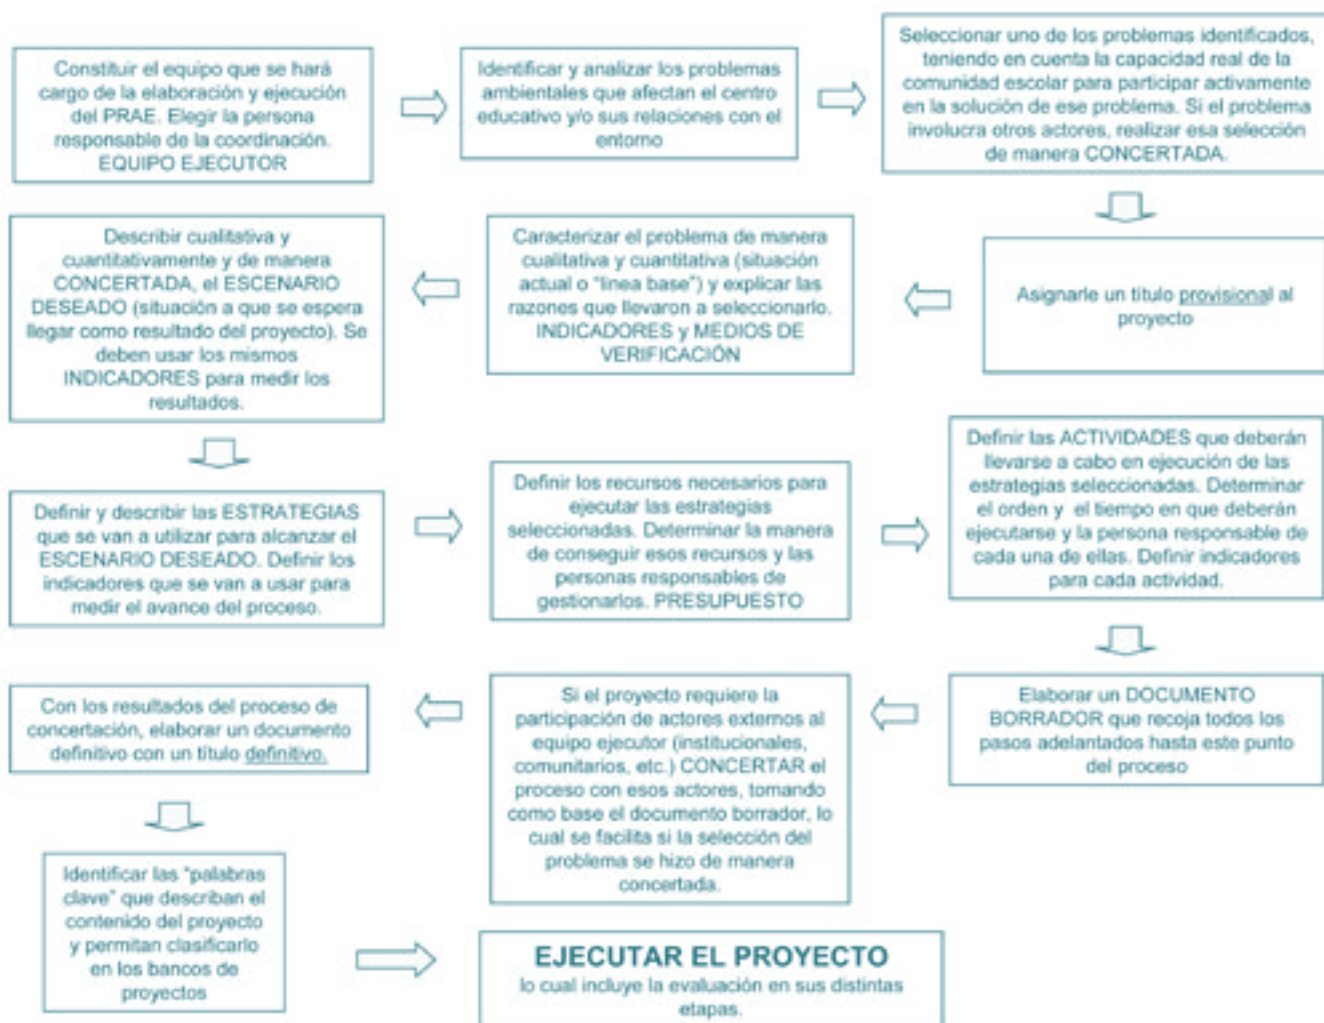 Constituir el equipo que se hará
cargo de la elaboración y ejecución
del PRAE. Elegir la persona
responsable de la coordinación.
EQUIPO EJECUTOR
Identificar y analizar los problemas
ambientales que afectan el centro
educativo y/o sus relaciones con el
entorno
Seleccionar uno de los problemas identificados,
teniendo en cuenta la capacidad real de la
comunidad escolar para participar activamente
en la solución de ese problema. Si el problema
involucra otros actores, realizar esa selección
de manera CONCERTADA.
Asignarle un título provisional al
proyecto
Caracterizar el problema de manera
cualitativa y cuantitativa (situación
actual o "línea base") y explicar las
razones que llevaron a seleccionarlo.
INDICADORES y MEDIOS DE
VERIFICACIÓN
Describir cualitativa y
cuantitativamente y de manera
CONCERTADA, el ESCENARIO
DESEADO (situación a que se espera
llegar como resultado del proyecto). Se
deben usar los mismos
INDICADORES para medir los
resultados.
Definir y describir las ESTRATEGIAS
que se van a utilizar para alcanzar el
ESCENARIO DESEADO. Definir los
indicadores que se van a usar para
medir el avance del proceso.
Definir los recursos necesarios para
ejecutar las estrategias
seleccionadas. Determinar la manera
de conseguir esos recursos y las
personas responsables de
gestionarlos. PRESUPUESTO
Definir las ACTIVIDADES que deberán
llevarse a cabo en ejecución de las
estrategias seleccionadas. Determinar
el orden y el tiempo en que deberán
ejecutarse y la persona responsable de
cada una de ellas. Definir indicadores
para cada actividad.
Elaborar un DOCUMENTO
BORRADOR que recoja todos los
pasos adelantados hasta este punto
del proceso
Si el proyecto requiere la
participación de actores externos al
equipo ejecutor (institucionales,
comunitarios, etc.) CONCERTAR el
proceso con esos actores, tomando
como base el documento borrador, lo
cual se facilita si la selección del
problema se hizo de manera
concertada.
Con los resultados del proceso de
concertación, elaborar un documento
definitivo con un título definitivo.
Identificar las "palabras
clave" que describan el
contenido del proyecto
y permitan clasificarlo
en los bancos de
proyectos
EJECUTAR EL PROYECTO
lo cual incluye la evaluación en sus distintas
etapas.